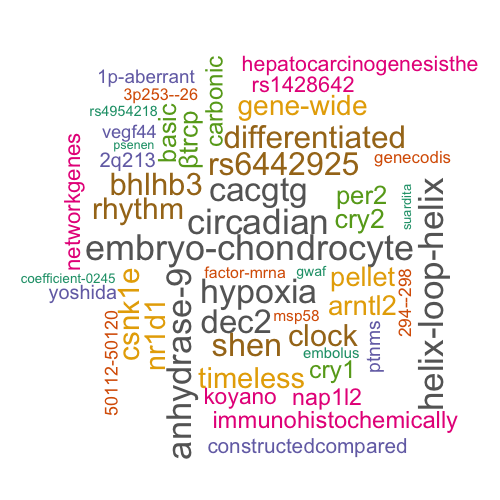 hepatocarcinogenesisthe
1p-aberrant
rs1428642
3p253--26
gene-wide
rs4954218
basic
carbonic
βtrcp
vegf44
differentiated
psenen
2q213
rs6442925
genecodis
networkgenes
bhlhb3
cacgtg
per2
suardita
rhythm
circadian
cry2
helix-loop-helix
embryo-chondrocyte
coefficient-0245
factor-mrna
gwaf
pellet
yoshida
csnk1e
nr1d1
anhydrase-9
hypoxia
arntl2
294--298
50112-50120
dec2
msp58
shen
clock
ptnms
embolus
timeless
cry1
koyano
nap1l2
immunohistochemically
constructedcompared